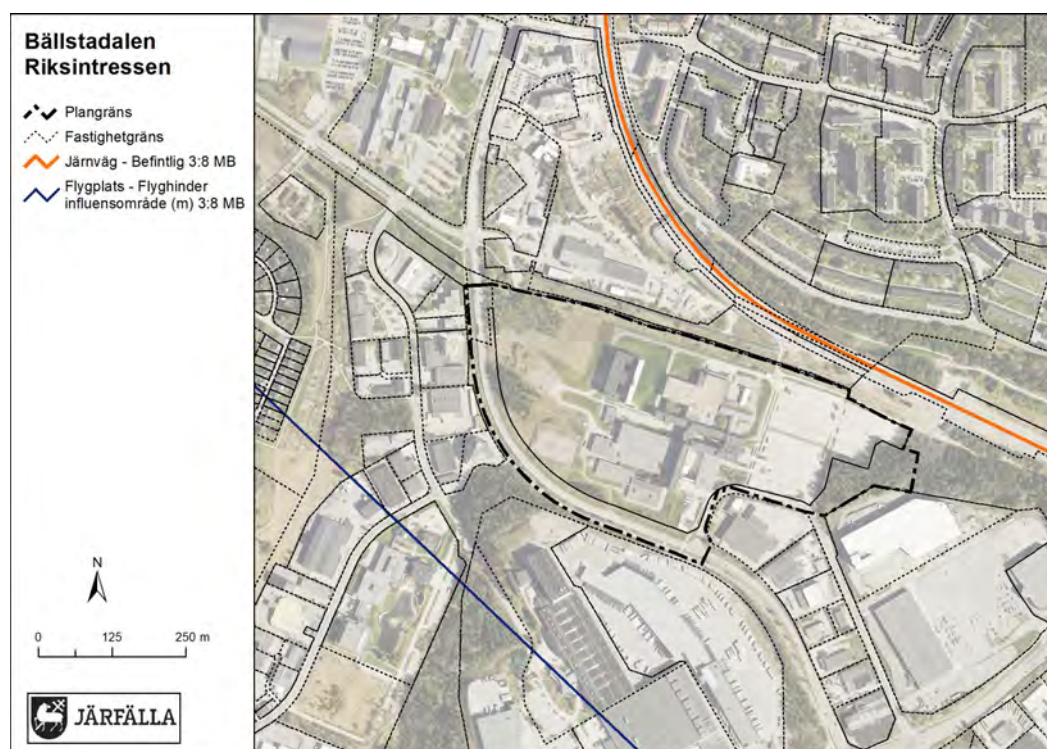 Bällstadalen
Riksintressen
Plangräns
Fastighetgräns
Järnväg - Befintlig 3:8 MB
Flygplats - Flyghinder
influensområde (m) 3:8 MB
N
0 125 250 m
JÄRFÄLLA